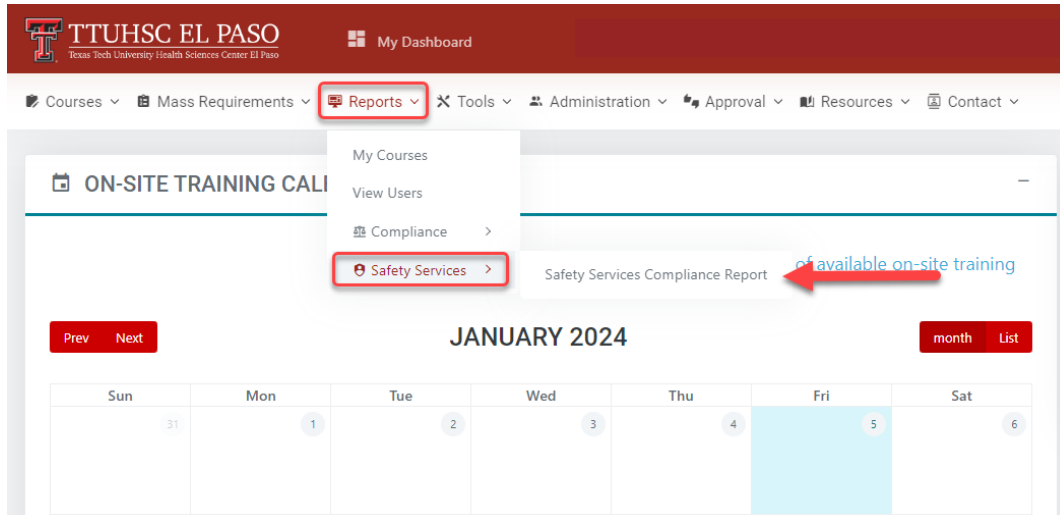 TTUHSC EL PASO
Texas Tech University Health Sciences Center El Paso
My Dashboard
Courses Mass Requirements Reports Tools Administration Approval Resources Contact
My Courses
View Users
Compliance
Safety Services
Safety Services Compliance Report
ON-SITE TRAINING CALE
of available on-site training
Prev Next
JANUARY 2024
month List
Sun Mon Tue Wed Thu Fri Sat
31 1 2 3 4 5 6